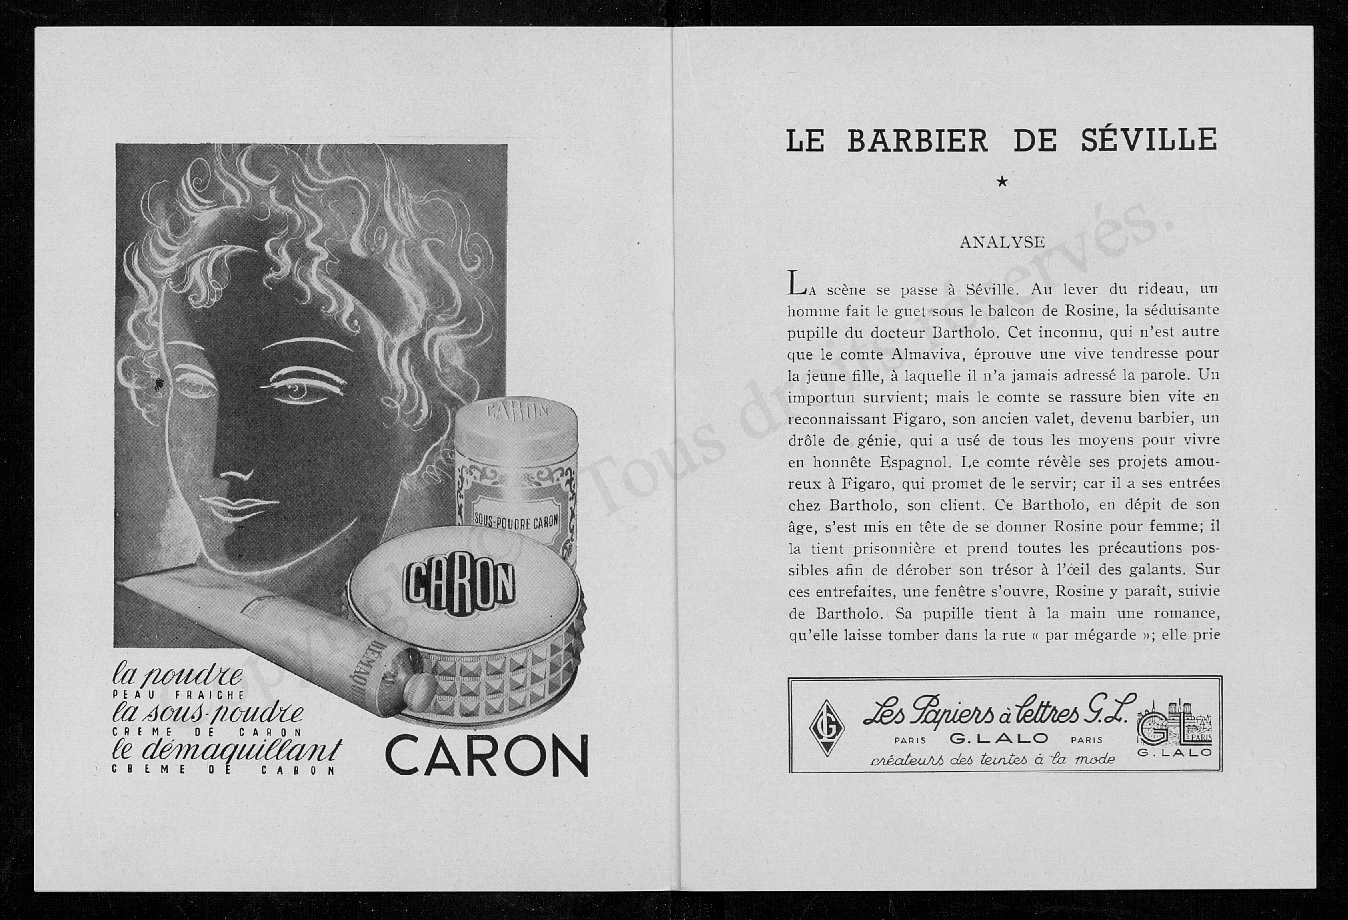 la poudre
PEAU FRAICHE
la sous-poudre
CREME DE CARON
le démaquillant
CREME DE CARON
CARON
SOUS-POUDRE CARON
CARON
DEMAQUI
CARON
LE BARBIER DE SÉVILLE
ANALYSE
LA scène se passe à Séville. Au lever du rideau, un
homme fait le guet sous le balcon de Rosine, la séduisante
pupille du docteur Bartholo. Cet inconnu, qui n'est autre
que le comte Almaviva, éprouve une vive tendresse pour
la jeune fille, à laquelle il n'a jamais adressé la parole. Un
importun survient; mais le comte se rassure bien vite en
reconnaissant Figaro, son ancien valet, devenu barbier, un
drôle de génie, qui a usé de tous les moyens pour vivre
en honnête Espagnol. Le comte révèle ses projets amou-
reux à Figaro, qui promet de le servir; car il a ses entrées
chez Bartholo, son client. Ce Bartholo, en dépit de son
âge, s'est mis en tête de se donner Rosine pour femme; il
la tient prisonnière et prend toutes les précautions pos-
sibles afin de dérober son trésor à l'œil des galants. Sur
ces entrefaites, une fenêtre s'ouvre, Rosine y paraît, suivie
de Bartholo. Sa pupille tient à la main une romance,
qu'elle laisse tomber dans la rue « par mégarde »; elle prie
GL
Les Papiers à lettres G.L.
PARIS G. LALO PARIS
créateurs des teintes à la mode
GL
G. LALO
© Tous droits réservés.